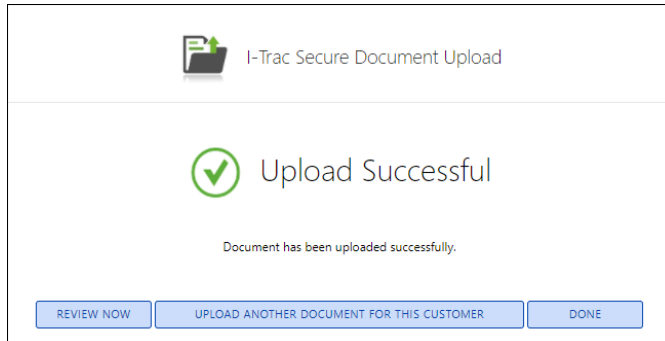 I-Trac Secure Document Upload
Upload Successful
Document has been uploaded successfully.
REVIEW NOW
UPLOAD ANOTHER DOCUMENT FOR THIS CUSTOMER
DONE